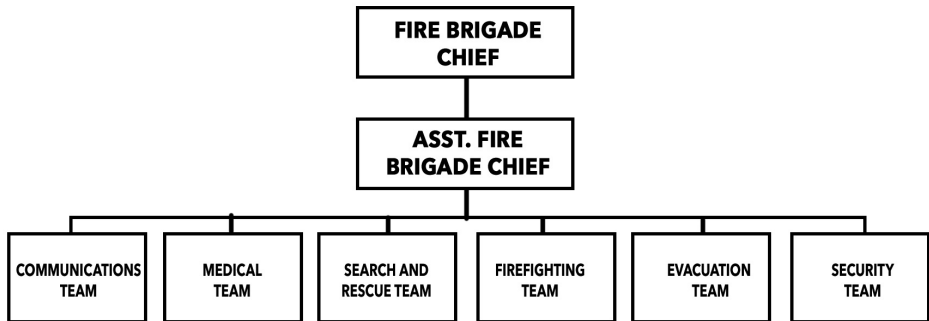 FIRE BRIGADE
CHIEF
ASST. FIRE
BRIGADE CHIEF
COMMUNICATIONS
TEAM
MEDICAL
TEAM
SEARCH AND
RESCUE TEAM
FIREFIGHTING
TEAM
EVACUATION
TEAM
SECURITY
TEAM